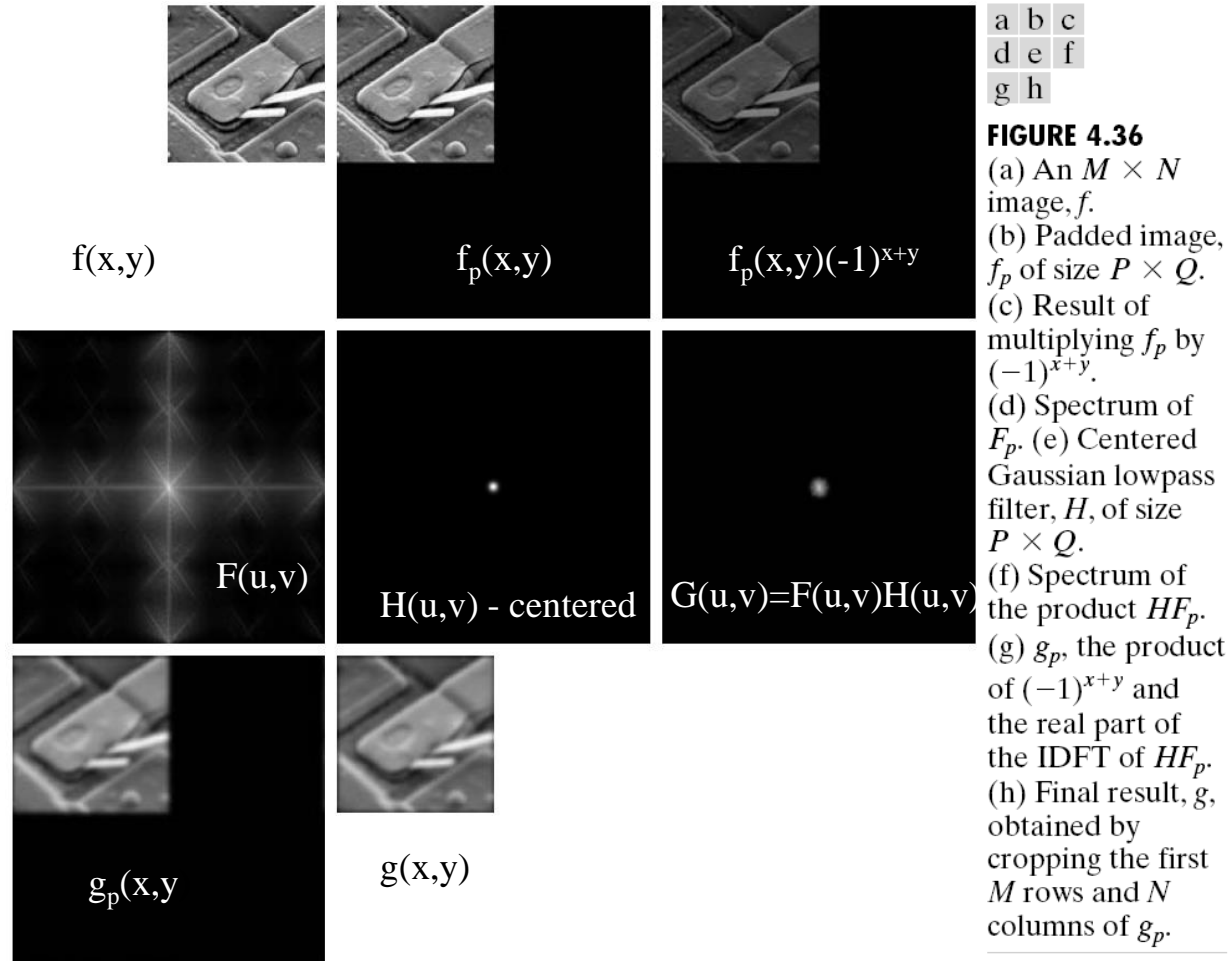 f(x,y)
f_p(x,y)
f_p(x,y)(-1)^{x+y}
F(u,v)
H(u,v) - centered
G(u,v)=F(u,v)H(u,v)
g_p(x,y
g(x,y)
a b c
d e f
g h
FIGURE 4.36
(a) An M × N
image, f.
(b) Padded image,
f_p of size P × Q.
(c) Result of
multiplying f_p by
(−1)^{x+y}.
(d) Spectrum of
F_p. (e) Centered
Gaussian lowpass
filter, H, of size
P × Q.
(f) Spectrum of
the product HF_p.
(g) g_p, the product
of (−1)^{x+y} and
the real part of
the IDFT of HF_p.
(h) Final result, g,
obtained by
cropping the first
M rows and N
columns of g_p.